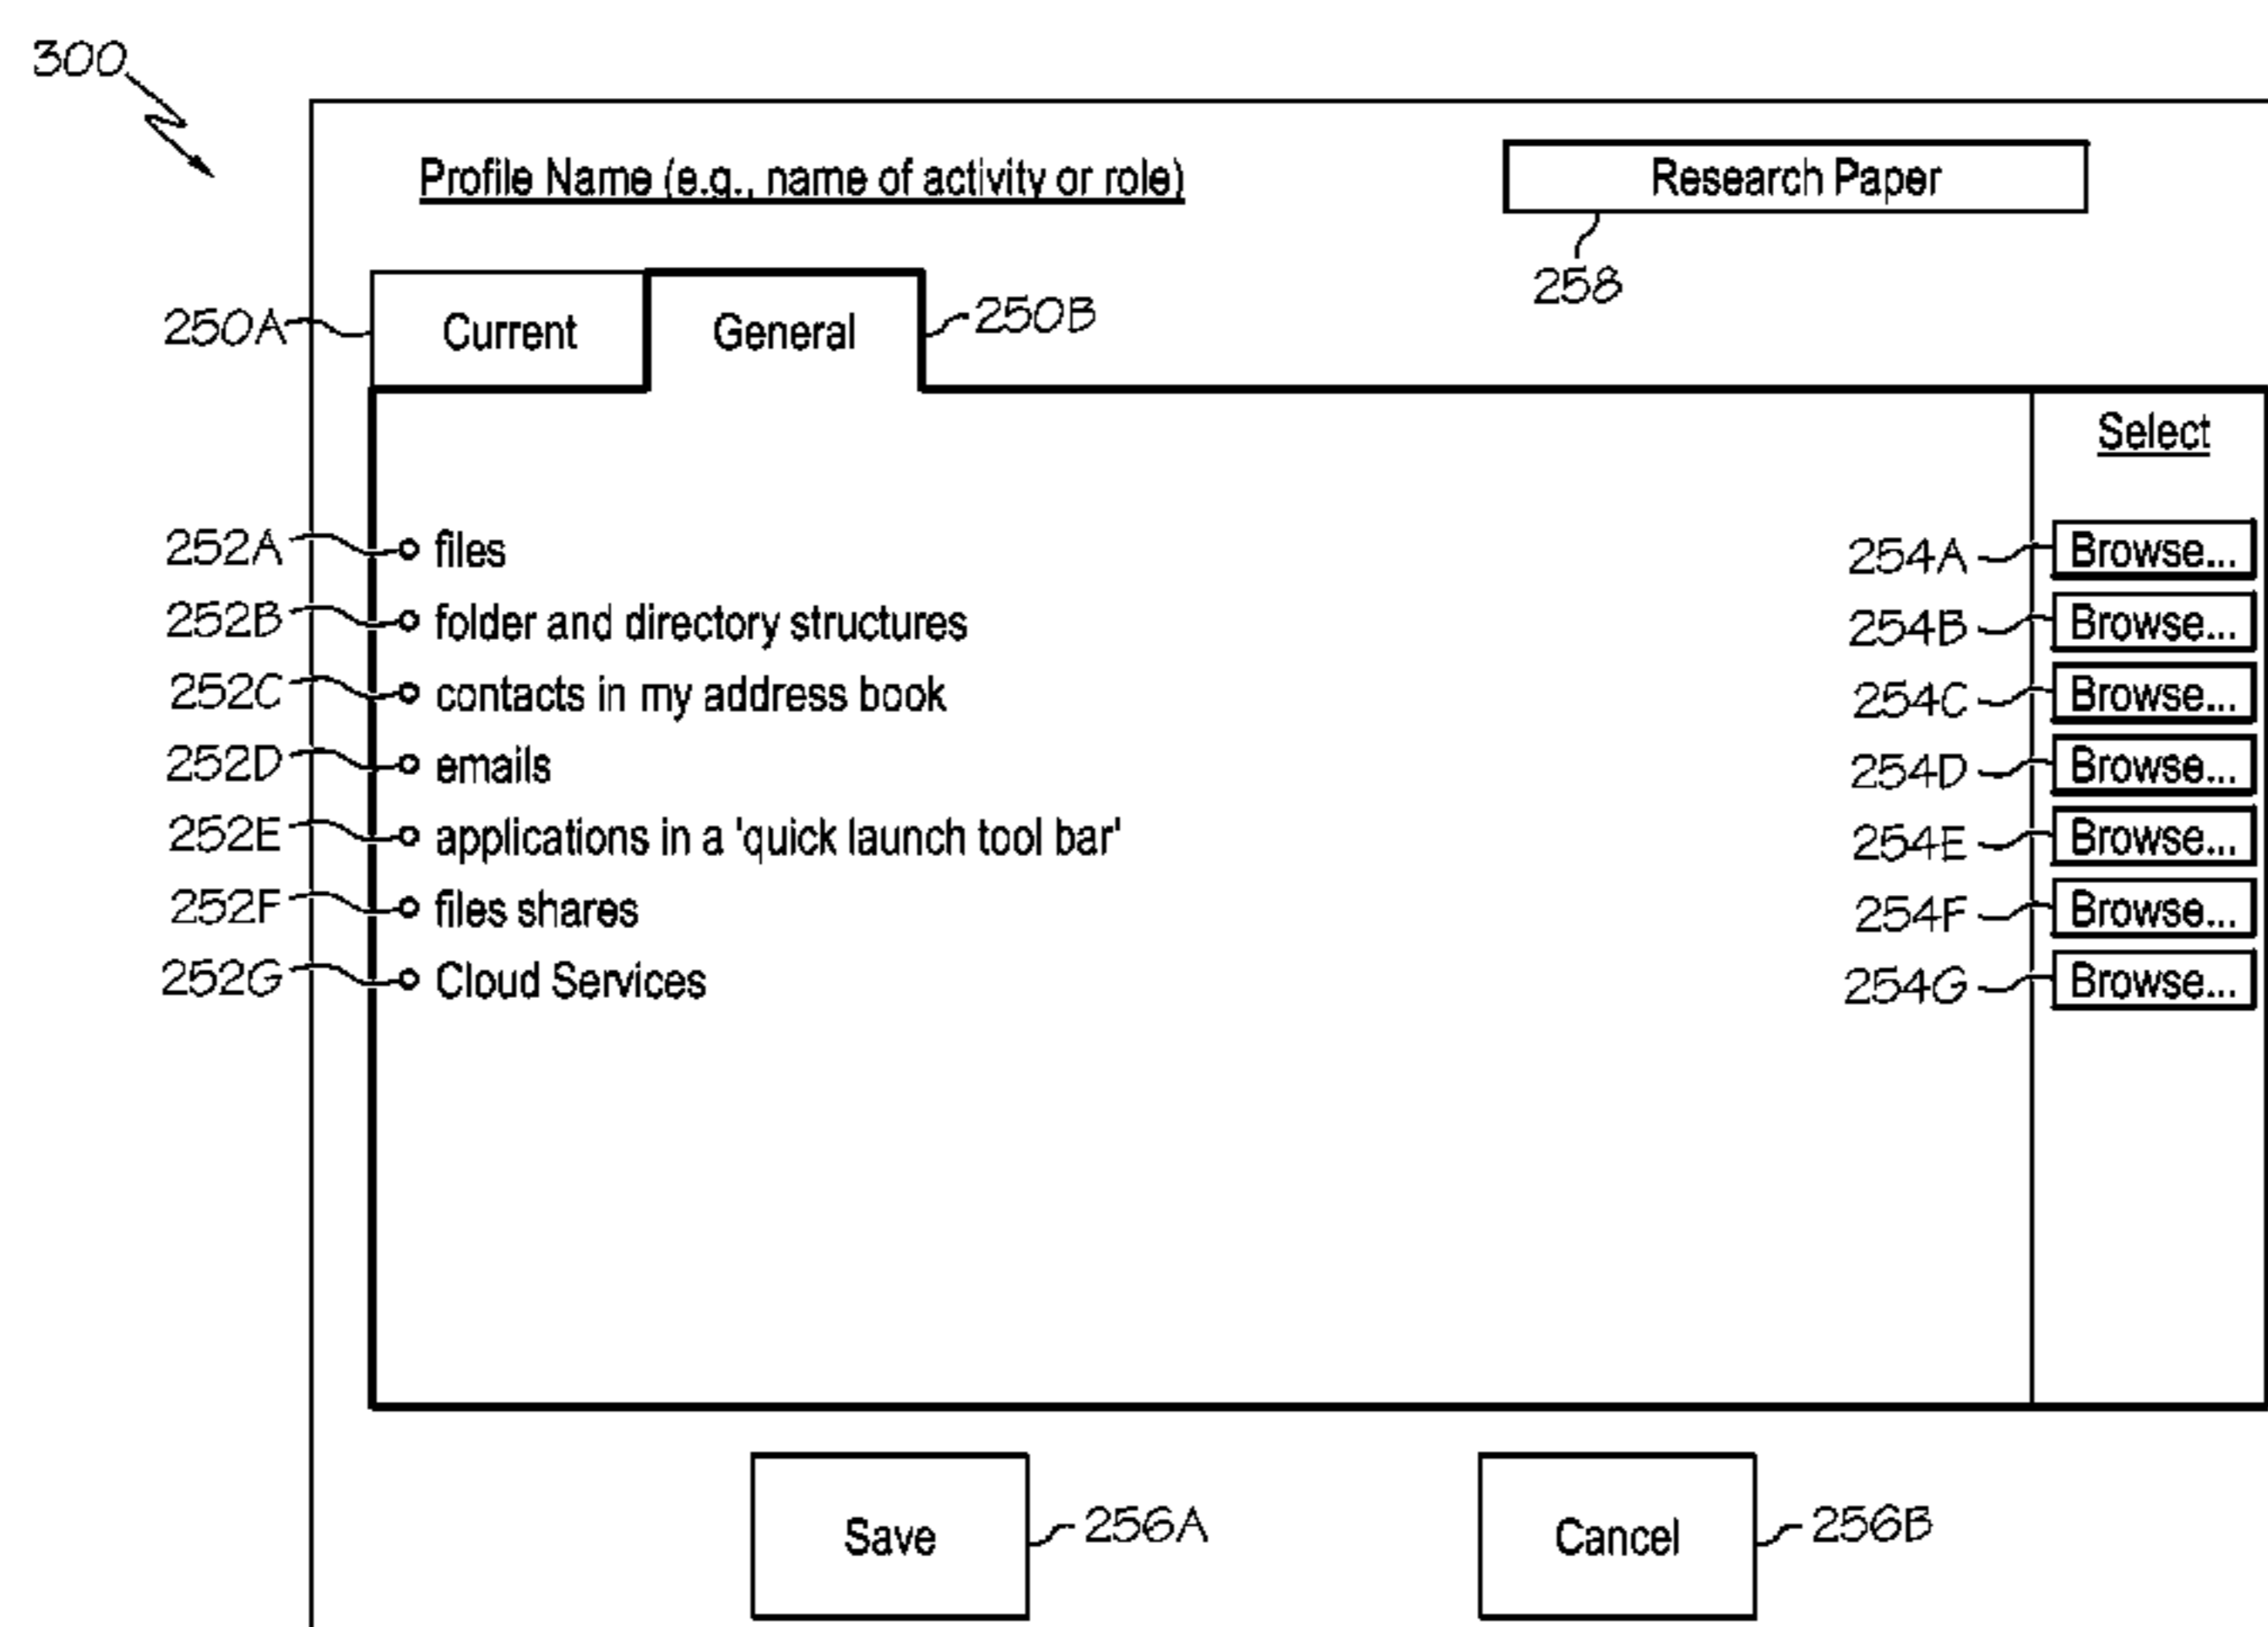 300
Profile Name (e.g., name of activity or role) Research Paper
258
250A Current General 250B
Select
252A files 254A Browse...
252B folder and directory structures 254B Browse...
252C contacts in my address book 254C Browse...
252D emails 254D Browse...
252E applications in a 'quick launch tool bar' 254E Browse...
252F files shares 254F Browse...
252G Cloud Services 254G Browse...
Save 256A Cancel 256B